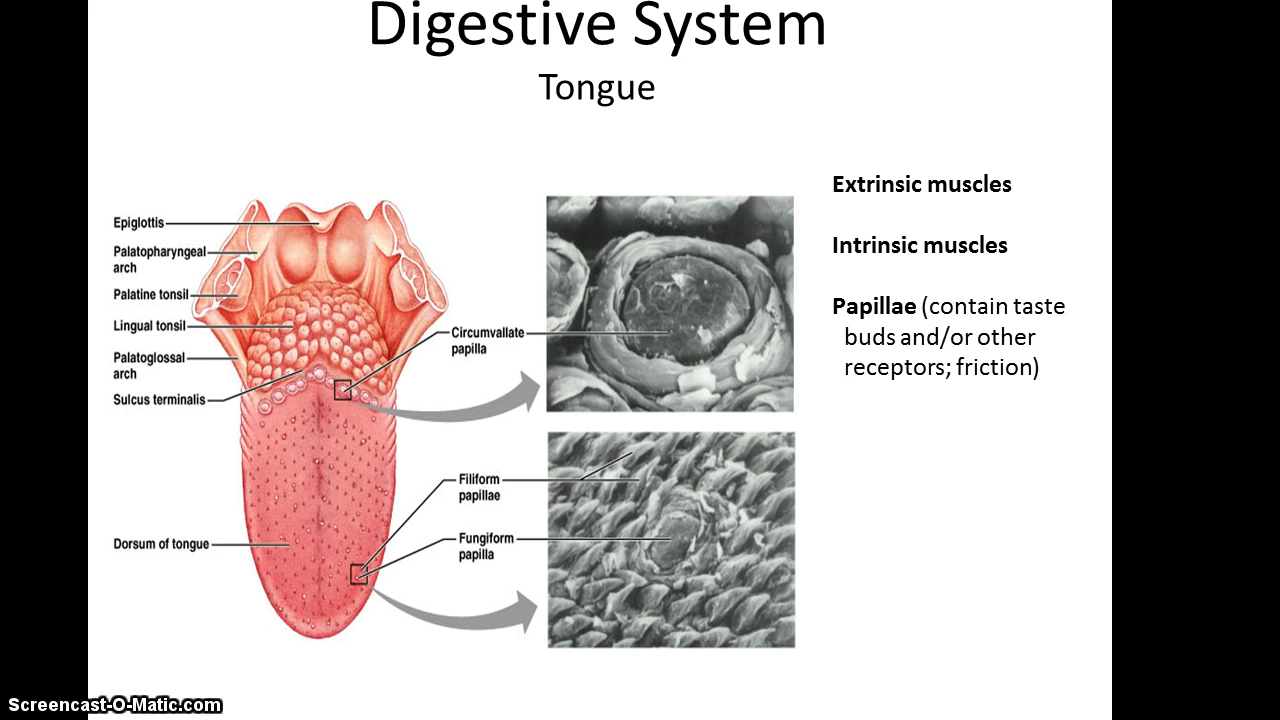 Digestive System
Tongue
Epiglottis
Palatopharyngeal
arch
Palatine tonsil
Lingual tonsil
Palatoglossal
arch
Sulcus terminalis
Dorsum of tongue
Circumvallate
papilla
Filiform
papillae
Fungiform
papilla
Extrinsic muscles
Intrinsic muscles
Papillae (contain taste
buds and/or other
receptors; friction)
Screencast-O-Matic.com